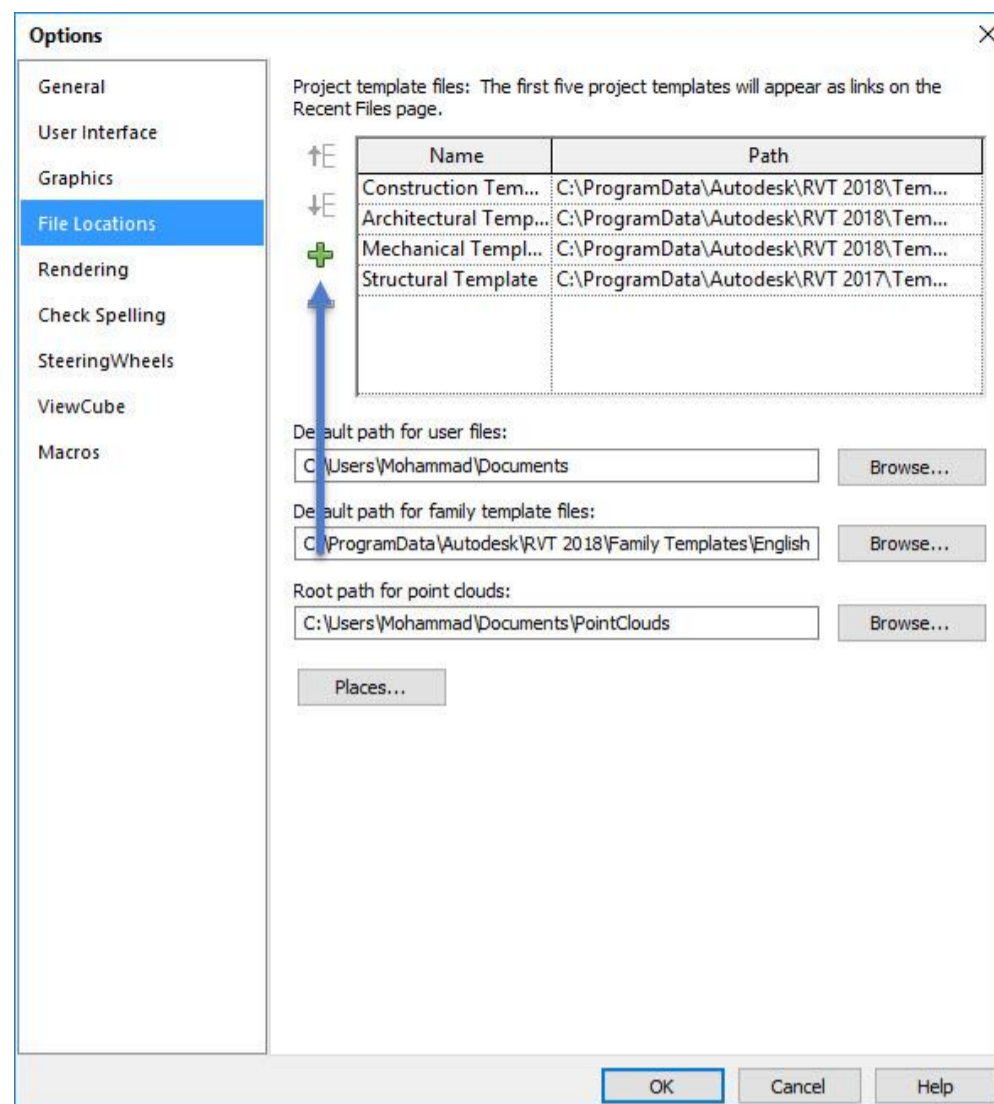 Options
General
User Interface
Graphics
File Locations
Rendering
Check Spelling
SteeringWheels
ViewCube
Macros
Project template files: The first five project templates will appear as links on the
Recent Files page.
Name Path
Construction Tem... C:\ProgramData\Autodesk\RVT 2018\Tem...
Architectural Temp... C:\ProgramData\Autodesk\RVT 2018\Tem...
Mechanical Templ... C:\ProgramData\Autodesk\RVT 2018\Tem...
Structural Template C:\ProgramData\Autodesk\RVT 2017\Tem...
Default path for user files:
C:\Users\Mohammad\Documents Browse...
Default path for family template files:
C:\ProgramData\Autodesk\RVT 2018\Family Templates\English Browse...
Root path for point clouds:
C:\Users\Mohammad\Documents\PointClouds Browse...
Places...
OK Cancel Help